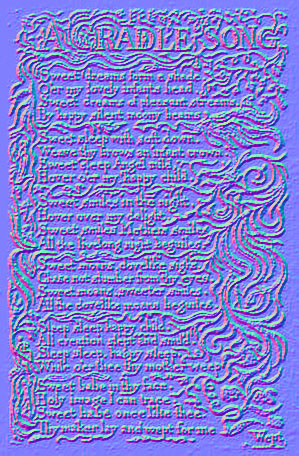 A CRADLE SONG
Sweet dreams form a shade
Oer my lovely infants head
Sweet dreams of pleasant streams
By happy silent moony beams
Sweet sleep with soft down
Weave thy brows an infant crown
Sweet sleep Angel mild
Hover oer my happy child
Sweet smiles in the night
Hover over my delight
Sweet smiles Mothers smiles
All the livelong night beguiles
Sweet moans dovelike sighs
Chase not slumber from thy eyes
Sweet moans sweeter smiles
All the dovelike moans beguiles
Sleep sleep happy child
All creation slept and smil'd
Sleep sleep, happy sleep,
While oer thee thy mother weep
Sweet babe in thy face,
Holy image I can trace
Sweet babe once like thee
Thy maker lay and wept for me
Wept